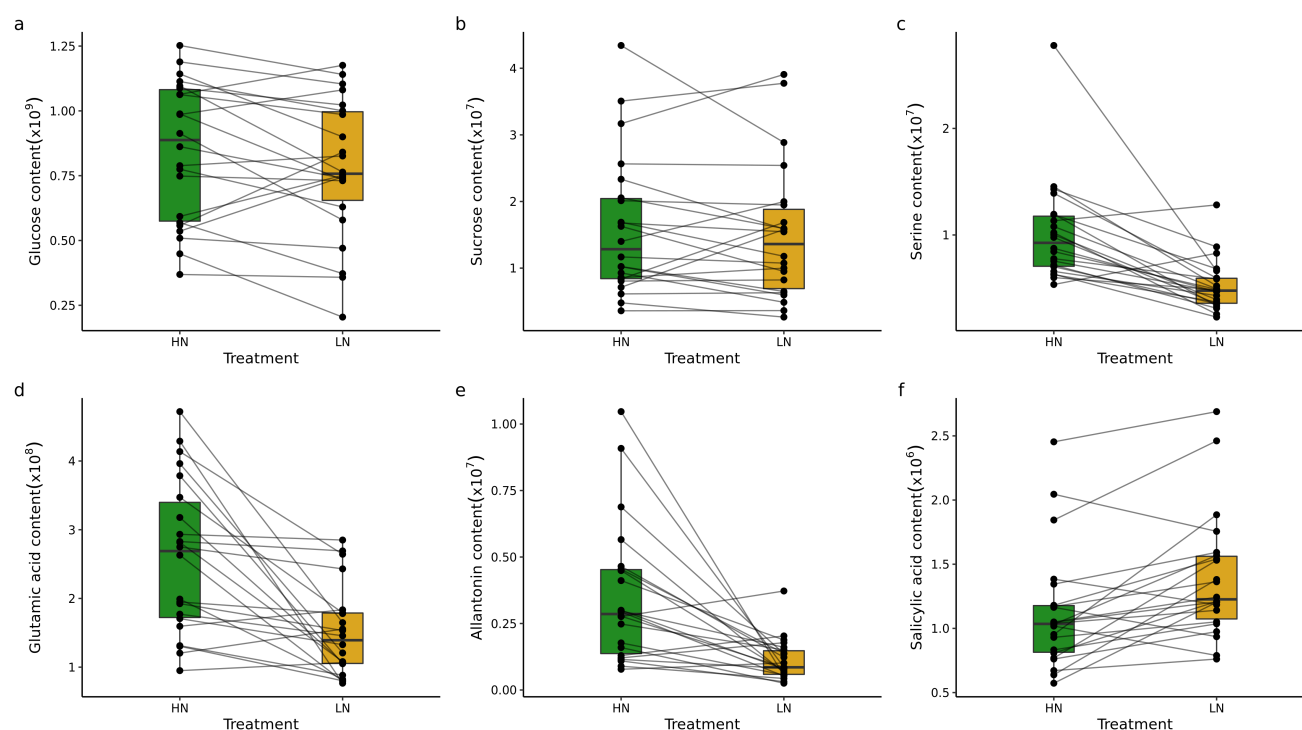 a
Glucose content(x10⁹)
1.25
1.00
0.75
0.50
0.25
HN
LN
Treatment
b
Sucrose content(x10⁷)
4
3
2
1
HN
LN
Treatment
c
Serine content(x10⁷)
2
1
HN
LN
Treatment
d
Glutamic acid content(x10⁸)
4
3
2
1
HN
LN
Treatment
e
Allantonin content(x10⁷)
1.00
0.75
0.50
0.25
0.00
HN
LN
Treatment
f
Salicylic acid content(x10⁶)
2.5
2.0
1.5
1.0
0.5
HN
LN
Treatment